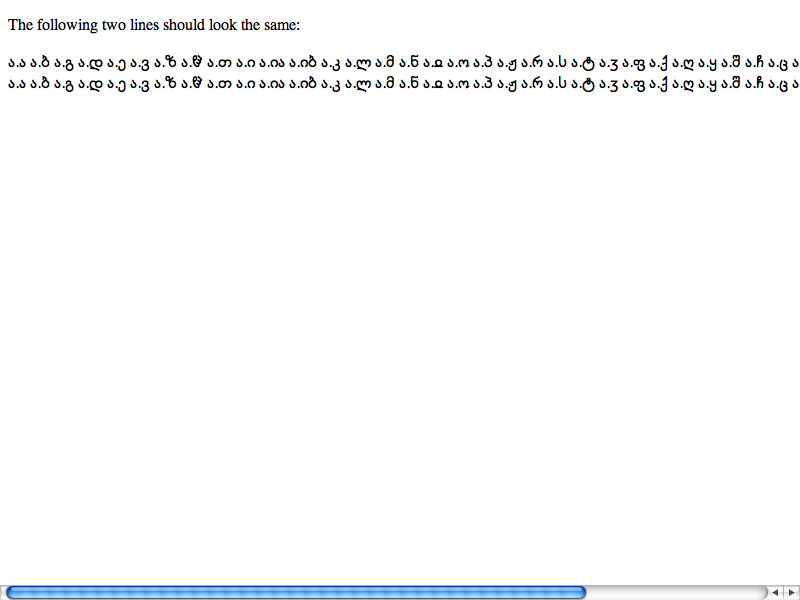 The following two lines should look the same:
ა.ა ა.ბ ა.გ ა.დ ა.ე ა.ვ ა.ზ ა.ჱ ა.თ ა.ი ა.ია ა.იბ ა.კ ა.ლ ა.მ ა.ნ ა.ჲ ა.ო ა.პ ა.ჟ ა.რ ა.ს ა.ტ ა.ჳ ა.ფ ა.ქ ა.ღ ა.ყ ა.შ ა.ჩ ა.ც ა
ა.ა ა.ბ ა.გ ა.დ ა.ე ა.ვ ა.ზ ა.ჱ ა.თ ა.ი ა.ია ა.იბ ა.კ ა.ლ ა.მ ა.ნ ა.ჲ ა.ო ა.პ ა.ჟ ა.რ ა.ს ა.ტ ა.ჳ ა.ფ ა.ქ ა.ღ ა.ყ ა.შ ა.ჩ ა.ც ა